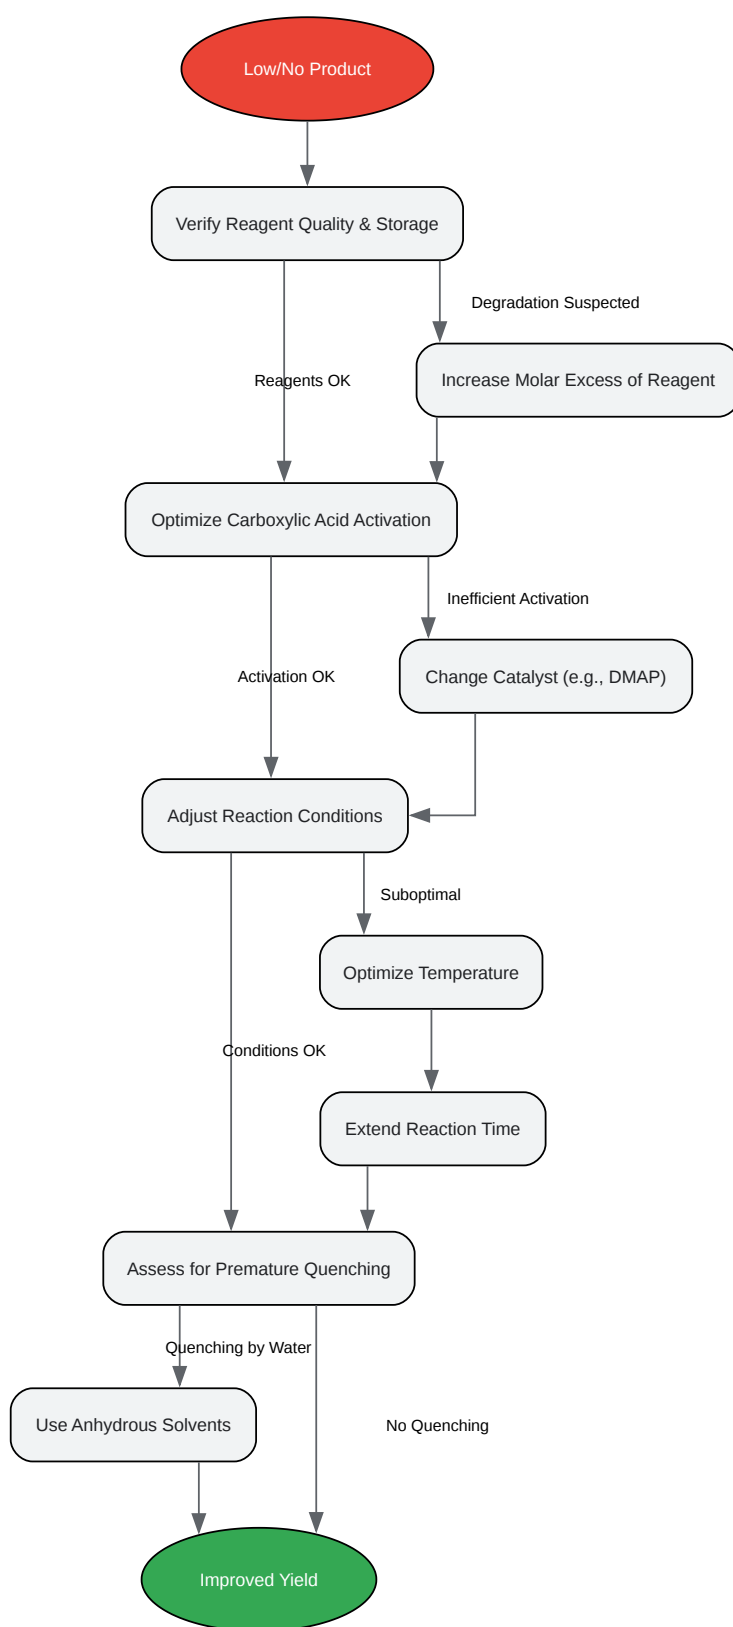 Low/No Product
Verify Reagent Quality & Storage
Degradation Suspected
Reagents OK
Increase Molar Excess of Reagent
Optimize Carboxylic Acid Activation
Inefficient Activation
Activation OK
Change Catalyst (e.g., DMAP)
Adjust Reaction Conditions
Suboptimal
Optimize Temperature
Conditions OK
Extend Reaction Time
Assess for Premature Quenching
Quenching by Water
Use Anhydrous Solvents
No Quenching
Improved Yield